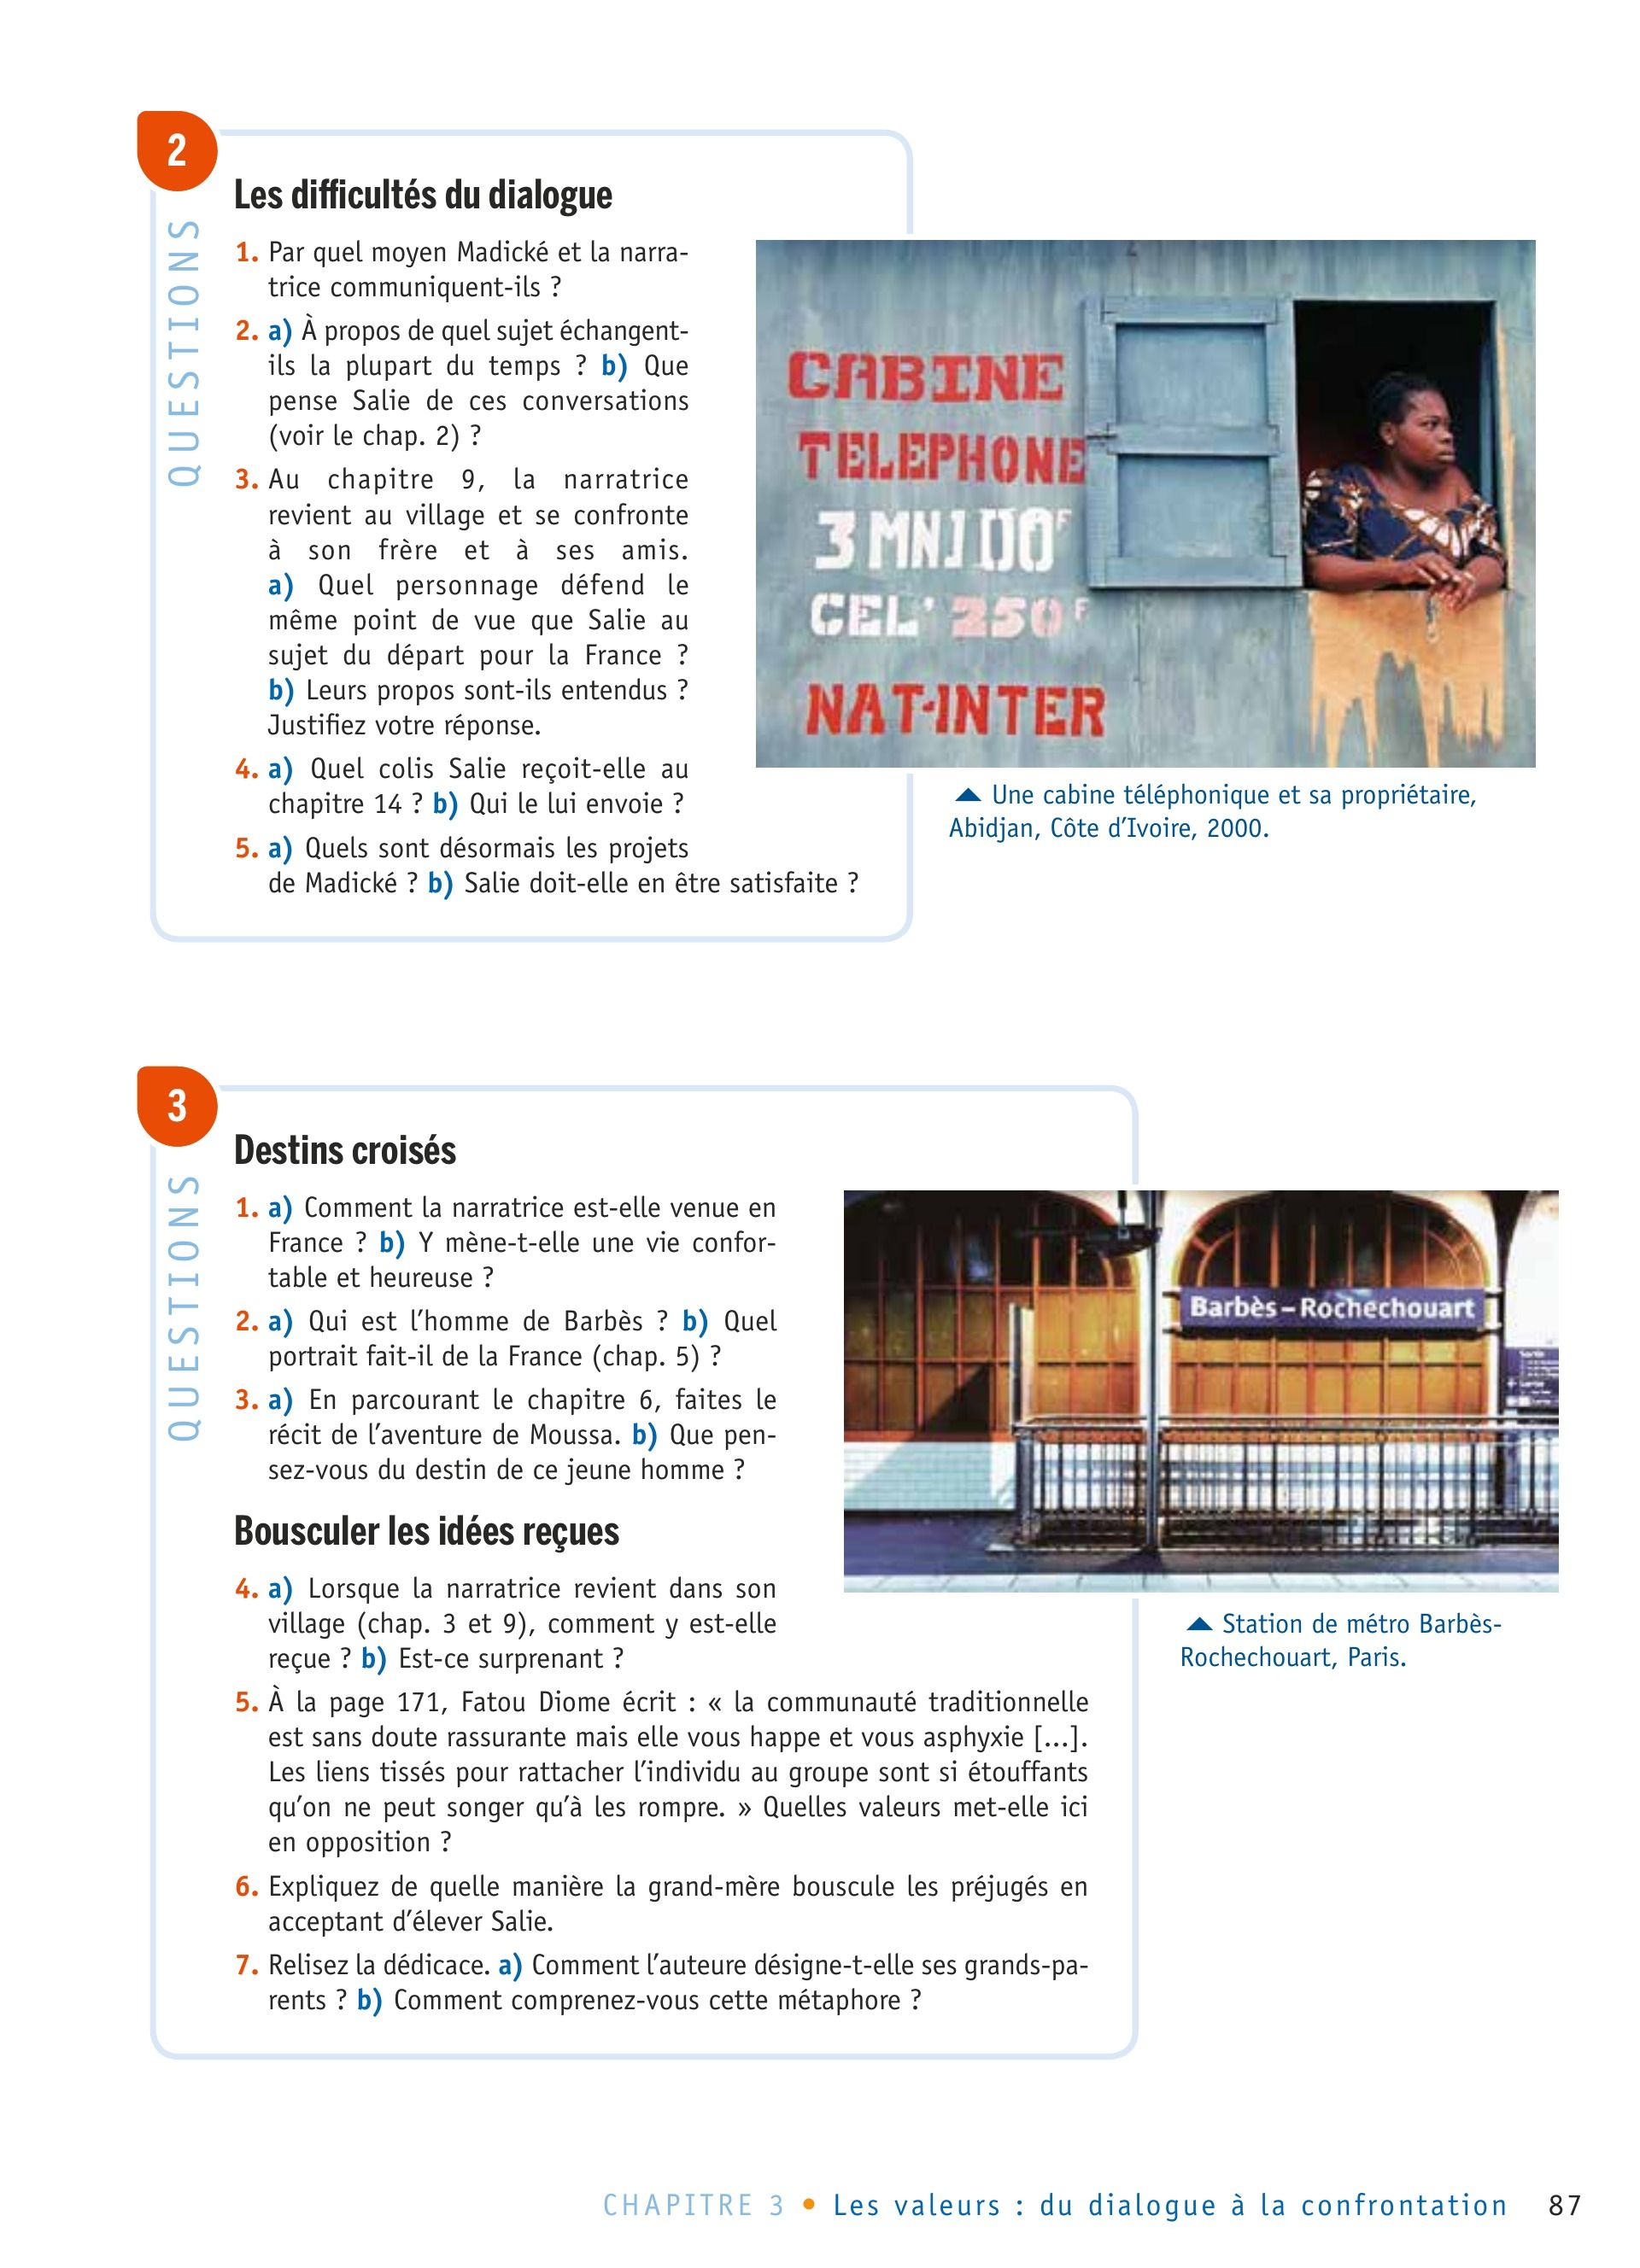 2
QUESTIONS
Les difficultés du dialogue
1. Par quel moyen Madické et la narra-
trice communiquent-ils ?
2. a) À propos de quel sujet échangent-
ils la plupart du temps ? b) Que
pense Salie de ces conversations
(voir le chap. 2) ?
3. Au chapitre 9, la narratrice
revient au village et se confronte
à son frère et à ses amis.
a) Quel personnage défend le
même point de vue que Salie au
sujet du départ pour la France ?
b) Leurs propos sont-ils entendus ?
Justifiez votre réponse.
4. a) Quel colis Salie reçoit-elle au
chapitre 14 ? b) Qui le lui envoie ?
5. a) Quels sont désormais les projets
de Madické ? b) Salie doit-elle en être satisfaite ?
CABINE
TELEPHONE
3 MN 100F
CEL' 250F
NAT-INTER
Une cabine téléphonique et sa propriétaire,
Abidjan, Côte d'Ivoire, 2000.
3
QUESTIONS
Destins croisés
1. a) Comment la narratrice est-elle venue en
France ? b) Y mène-t-elle une vie confor-
table et heureuse ?
2. a) Qui est l'homme de Barbès ? b) Quel
portrait fait-il de la France (chap. 5) ?
3. a) En parcourant le chapitre 6, faites le
récit de l'aventure de Moussa. b) Que pen-
sez-vous du destin de ce jeune homme ?
Bousculer les idées reçues
4. a) Lorsque la narratrice revient dans son
village (chap. 3 et 9), comment y est-elle
reçue ? b) Est-ce surprenant ?
Barbès – Rochechouart
Station de métro Barbès-
Rochechouart, Paris.
5. À la page 171, Fatou Diome écrit : « la communauté traditionnelle
est sans doute rassurante mais elle vous happe et vous asphyxie [...].
Les liens tissés pour rattacher l'individu au groupe sont si étouffants
qu'on ne peut songer qu'à les rompre. » Quelles valeurs met-elle ici
en opposition ?
6. Expliquez de quelle manière la grand-mère bouscule les préjugés en
acceptant d'élever Salie.
7. Relisez la dédicace. a) Comment l'auteure désigne-t-elle ses grands-pa-
rents ? b) Comment comprenez-vous cette métaphore ?
CHAPITRE 3 • Les valeurs : du dialogue à la confrontation 87